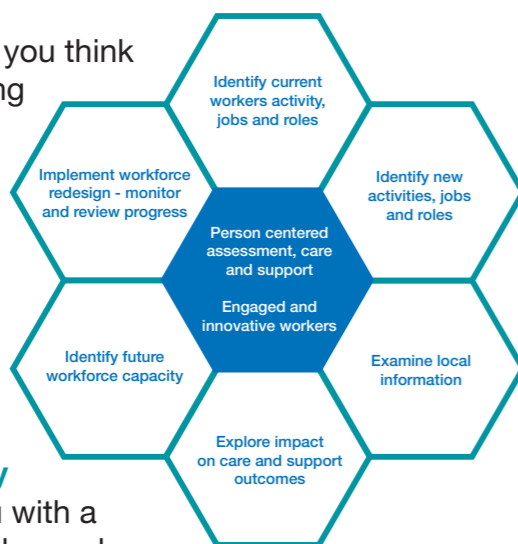 you think
ng
Identify current
workers activity,
jobs and roles
Identify new
activities, jobs
and roles
Examine local
information
Explore impact
on care and support
outcomes
Identify future
workforce capacity
Implement workforce
redesign - monitor
and review progress
Person centered
assessment, care
and support
Engaged and
innovative workers
y
with a